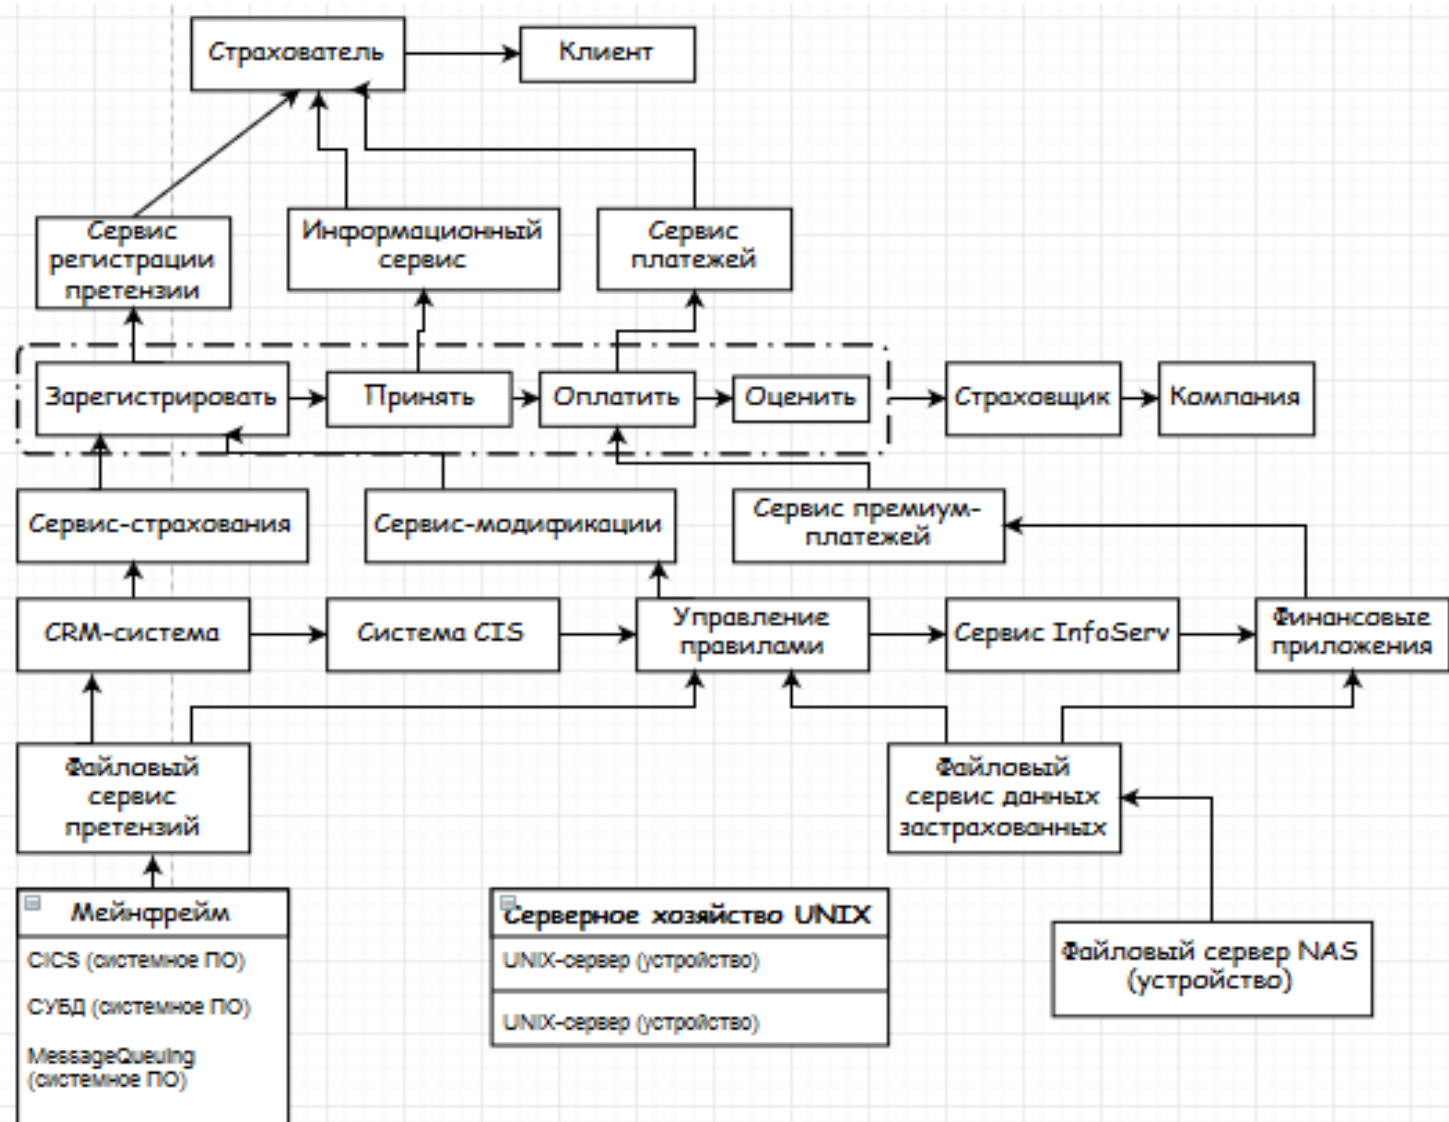 Страхователь
Клиент
Сервис
регистрации
претензии
Информационный
сервис
Сервис
платежей
Зарегистрировать
Принять
Оплатить
Оценить
Страховщик
Компания
Сервис-страхования
Сервис-модификации
Сервис премиум-
платежей
CRM-система
Система CIS
Управление
правилами
Сервис InfoServ
Финансовые
приложения
Файловый
сервис
претензий
Файловый
сервис данных
застрахованных
Мейнфрейм
CICS (системное ПО)
СУБД (системное ПО)
MessageQueuing
(системное ПО)
Серверное хозяйство UNIX
UNIX-сервер (устройство)
UNIX-сервер (устройство)
Файловый сервер NAS
(устройство)